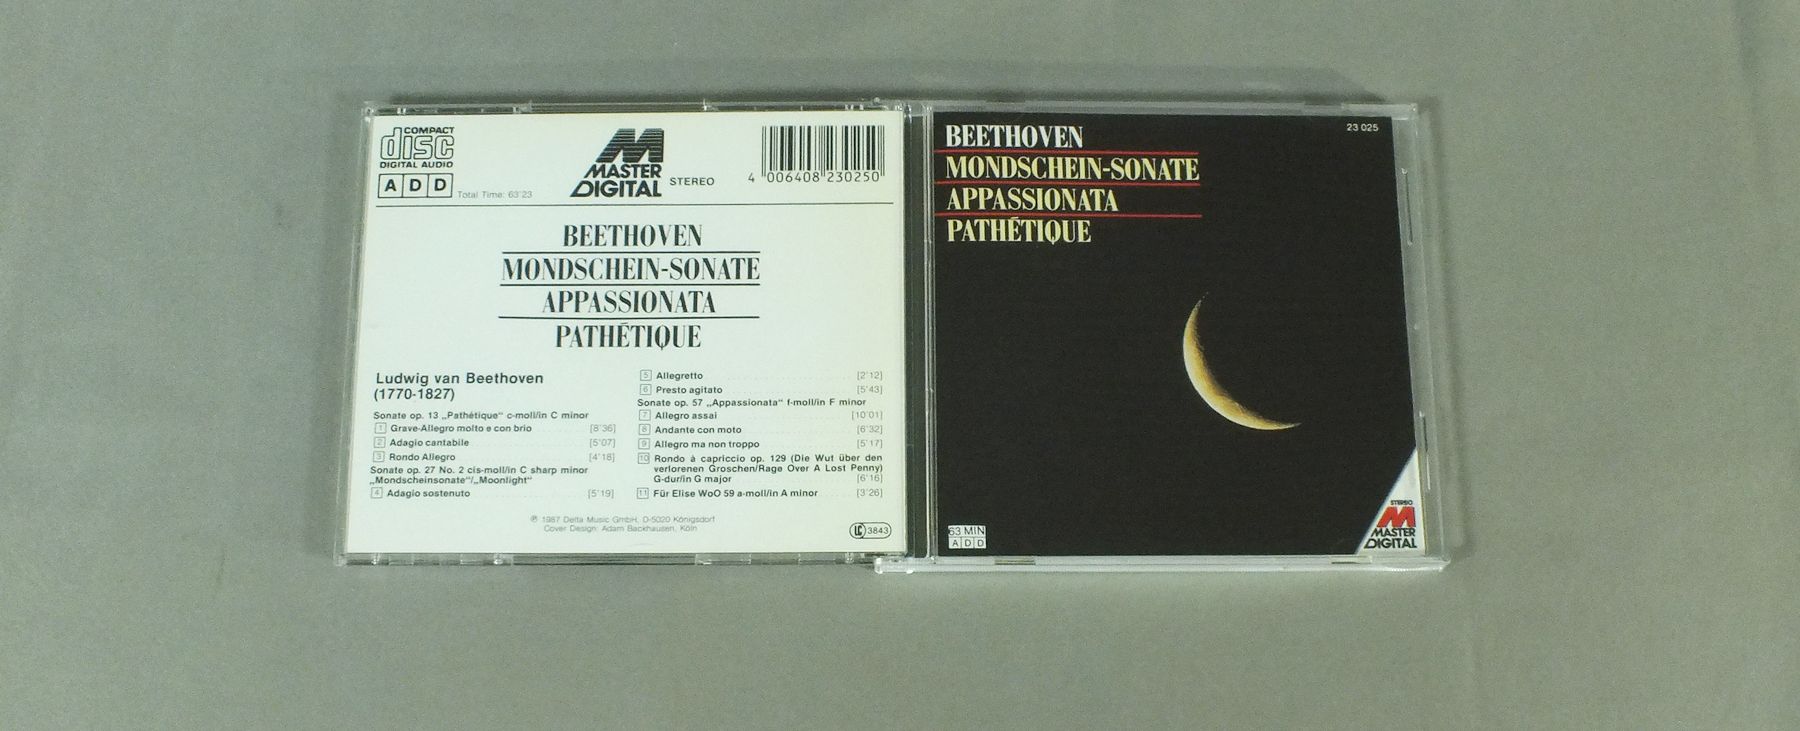 COMPACT
disc
DIGITAL AUDIO
A D D
Total Time: 63'23
M
MASTER
DIGITAL
STEREO
4 006408 230250
BEETHOVEN
MONDSCHEIN-SONATE
APPASSIONATA
PATHÉTIQUE
Ludwig van Beethoven
(1770-1827)
Sonate op. 13 „Pathétique“ c-moll/in C minor
1 Grave-Allegro molto e con brio [8'36]
2 Adagio cantabile [5'07]
3 Rondo Allegro [4'18]
Sonate op. 27 No. 2 cis-moll/in C sharp minor
„Mondscheinsonate“/„Moonlight“
4 Adagio sostenuto [5'19]
5 Allegretto [2'12]
6 Presto agitato [5'43]
Sonate op. 57 „Appassionata“ f-moll/in F minor
7 Allegro assai [10'01]
8 Andante con moto [6'32]
9 Allegro ma non troppo [5'17]
10 Rondo à capriccio op. 129 (Die Wut über den
verlorenen Groschen/Rage Over A Lost Penny)
G-dur/in G major [6'16]
11 Für Elise WoO 59 a-moll/in A minor [3'26]
℗ 1987 Delta Music GmbH, D-5020 Königsdorf
Cover Design: Adam Backhausen, Köln
LC 3843
BEETHOVEN
MONDSCHEIN-SONATE
APPASSIONATA
PATHÉTIQUE
23 025
63 MIN
A D D
STEREO
M
MASTER
DIGITAL